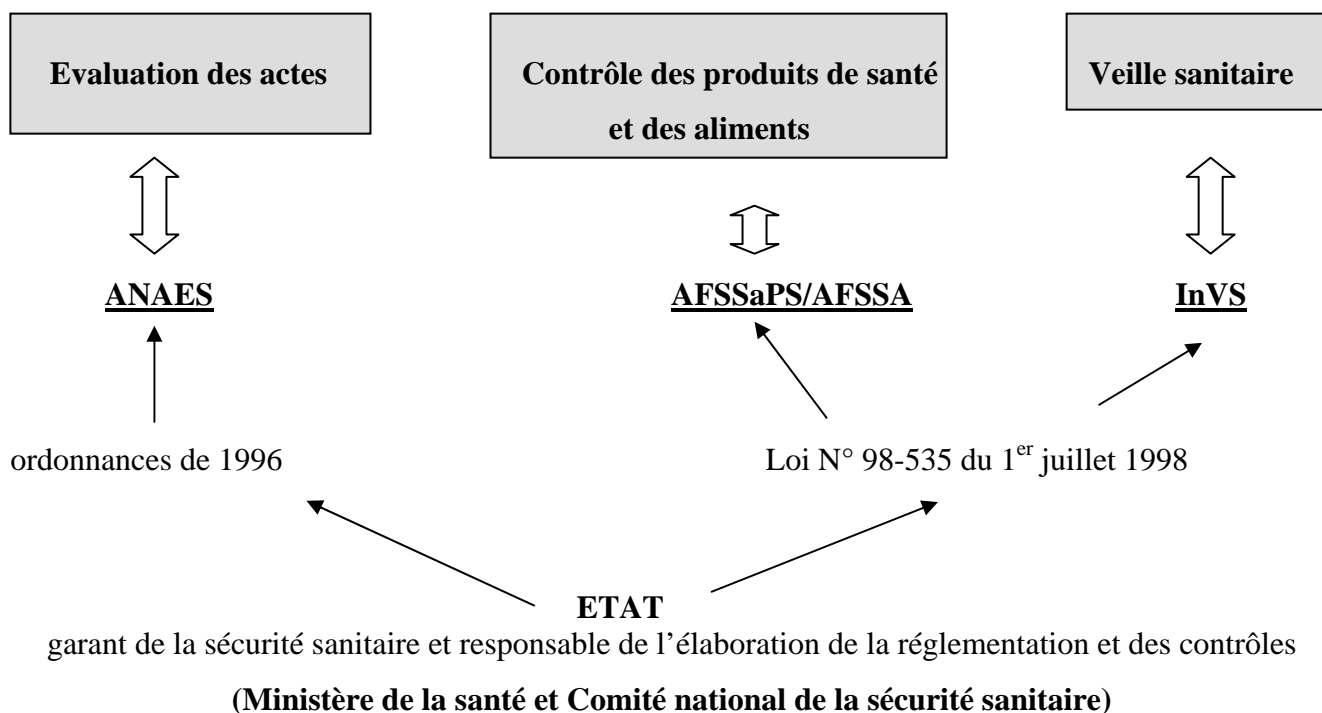 Evaluation des actes
Contrôle des produits de santé
et des aliments
Veille sanitaire
ANAES
AFSSaPS/AFSSA
InVS
ordonnances de 1996
Loi N° 98-535 du 1er juillet 1998
ETAT
garant de la sécurité sanitaire et responsable de l’élaboration de la réglementation et des contrôles
(Ministère de la santé et Comité national de la sécurité sanitaire)